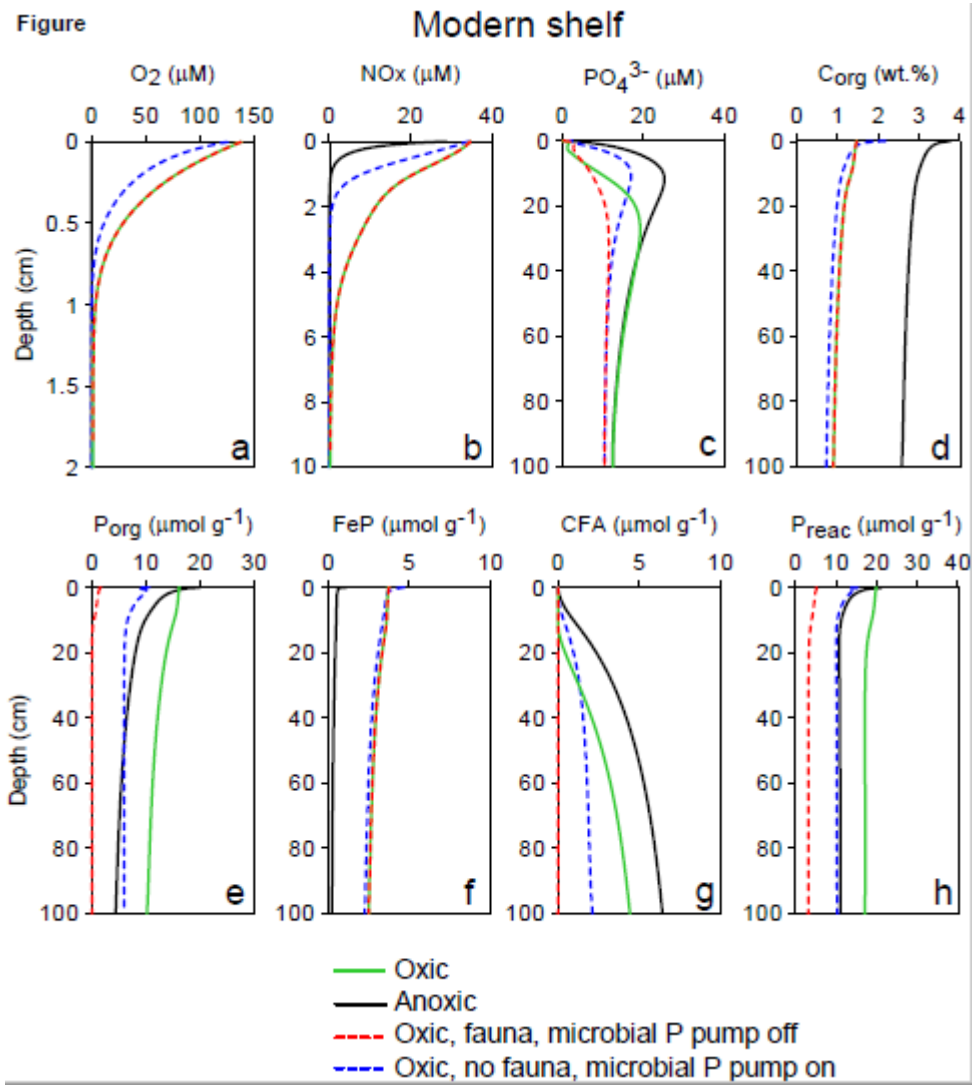 Figure
Modern shelf
O2 (μM) NOx (μM) PO4 3- (μM) Corg (wt.%)
0 50 100 150 0 20 40 0 20 40 0 1 2 3 4
Depth (cm)
0 0.5 1 1.5 2
0 2 4 6 8 10
0 20 40 60 80 100
0 20 40 60 80 100
a b c d
Porg (μmol g-1) FeP (μmol g-1) CFA (μmol g-1) Preac (μmol g-1)
0 10 20 30 0 5 10 0 5 10 0 10 20 30 40
Depth (cm)
0 20 40 60 80 100
0 20 40 60 80 100
0 20 40 60 80 100
0 20 40 60 80 100
e f g h
Oxic
Anoxic
Oxic, fauna, microbial P pump off
Oxic, no fauna, microbial P pump on